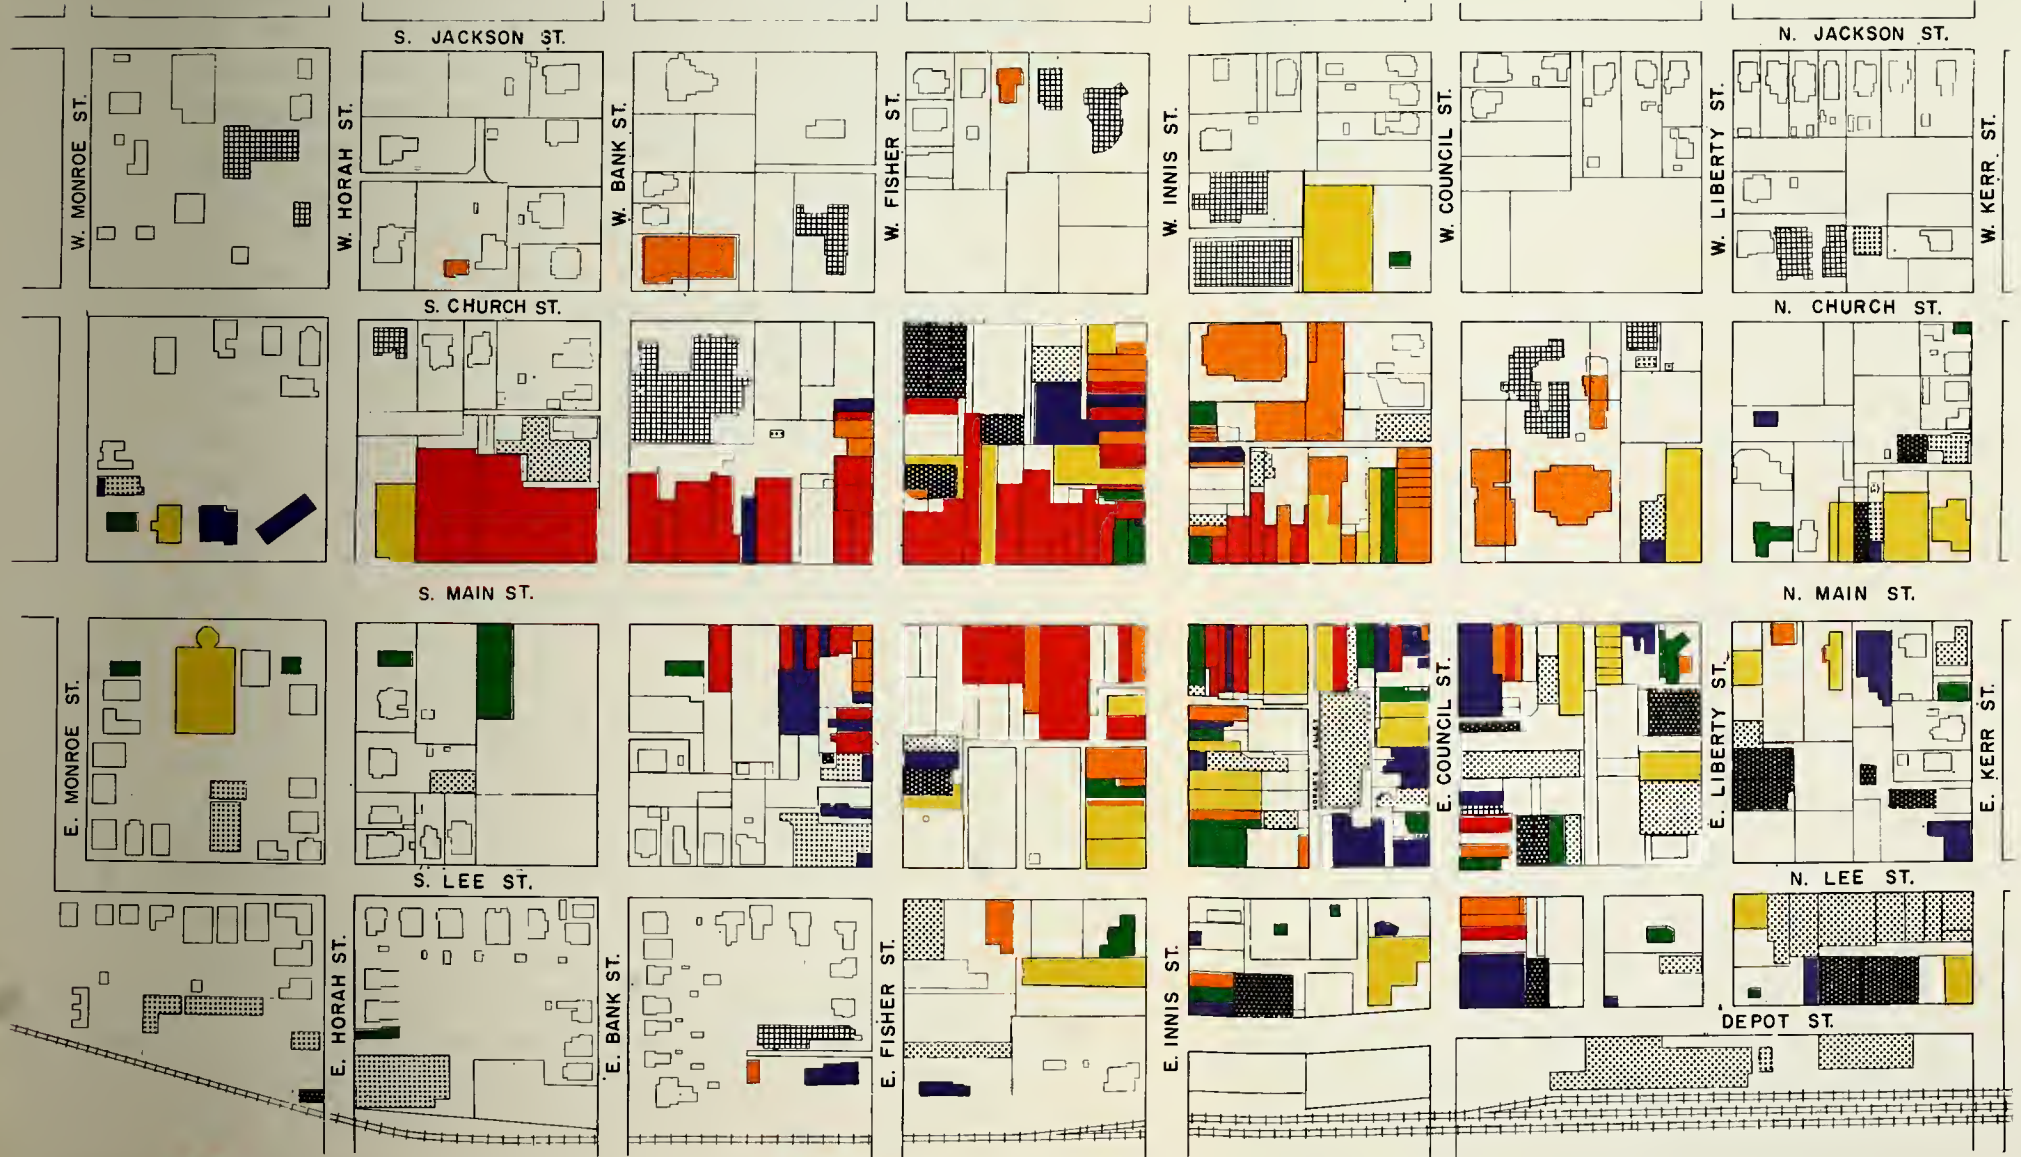 S. JACKSON ST.
N. JACKSON ST.
W. MONROE ST.
W. HORAH ST.
W. BANK ST.
W. FISHER ST.
W. INNIS ST.
W. COUNCIL ST.
W. LIBERTY ST.
W. KERR ST.
S. CHURCH ST.
N. CHURCH ST.
S. MAIN ST.
N. MAIN ST.
E. MONROE ST.
E. COUNCIL ST.
E. LIBERTY ST.
E. KERR ST.
S. LEE ST.
N. LEE ST.
E. HORAH ST.
E. BANK ST.
E. FISHER ST.
E. INNIS ST.
DEPOT ST.